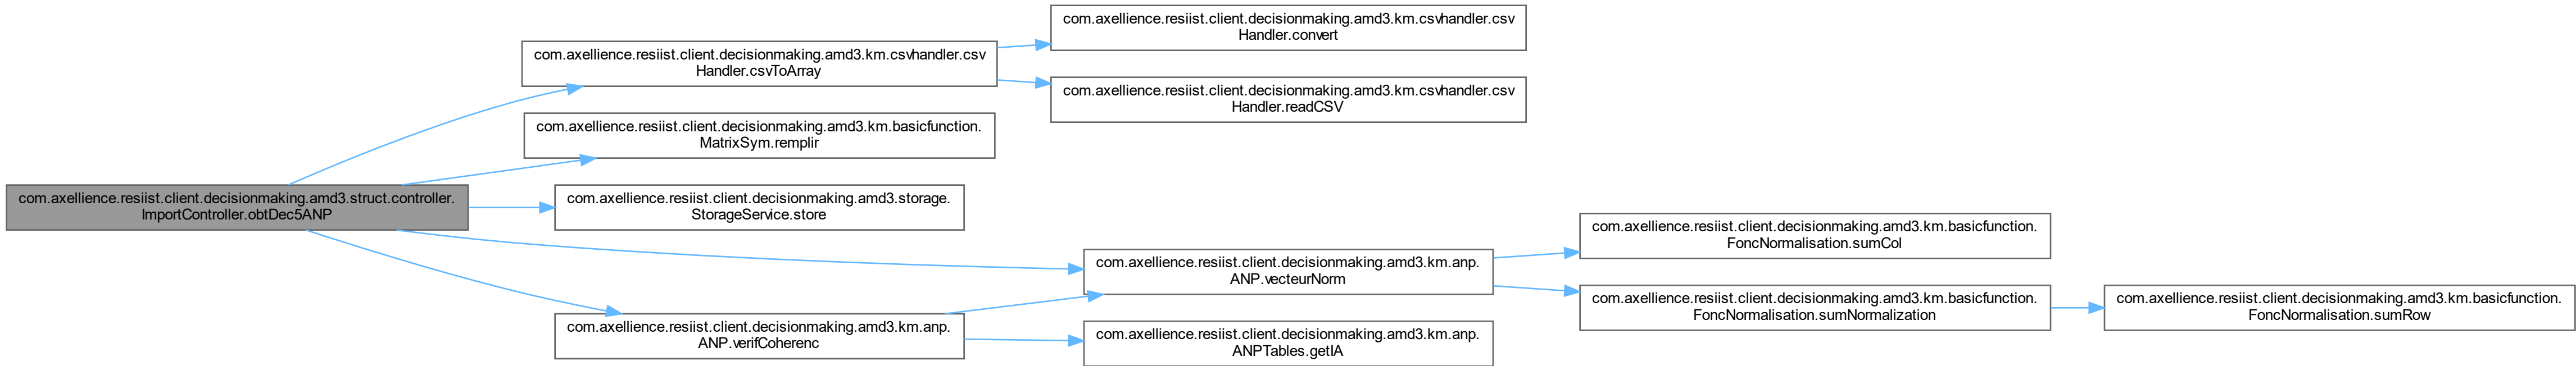 com.axellience.resiist.client.decisionmaking.amd3.struct.controller.
ImportController.obtDec5ANP
com.axellience.resiist.client.decisionmaking.amd3.km.csvhandler.csv
Handler.csvToArray
com.axellience.resiist.client.decisionmaking.amd3.km.csvhandler.csv
Handler.convert
com.axellience.resiist.client.decisionmaking.amd3.km.csvhandler.csv
Handler.readCSV
com.axellience.resiist.client.decisionmaking.amd3.km.basicfunction.
MatrixSym.remplir
com.axellience.resiist.client.decisionmaking.amd3.storage.
StorageService.store
com.axellience.resiist.client.decisionmaking.amd3.km.anp.
ANP.vecteurNorm
com.axellience.resiist.client.decisionmaking.amd3.km.basicfunction.
FoncNormalisation.sumCol
com.axellience.resiist.client.decisionmaking.amd3.km.basicfunction.
FoncNormalisation.sumNormalization
com.axellience.resiist.client.decisionmaking.amd3.km.basicfunction.
FoncNormalisation.sumRow
com.axellience.resiist.client.decisionmaking.amd3.km.anp.
ANP.verifCoherenc
com.axellience.resiist.client.decisionmaking.amd3.km.anp.
ANPTables.getIA